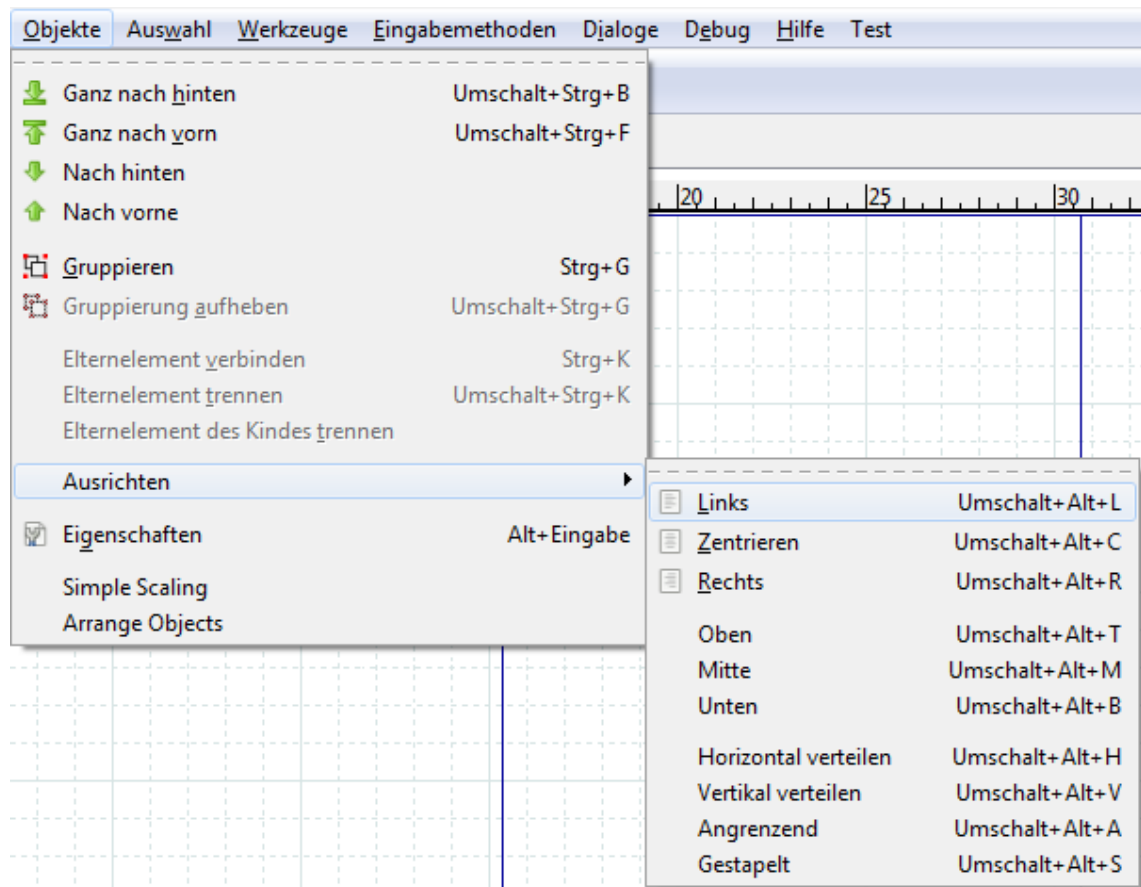 Objekte Auswahl Werkzeuge Eingabemethoden Dialoge Debug Hilfe Test
Ganz nach hinten Umschalt+Strg+B
Ganz nach vorn Umschalt+Strg+F
Nach hinten
Nach vorne
Gruppieren Strg+G
Gruppierung aufheben Umschalt+Strg+G
Elternelement verbinden Strg+K
Elternelement trennen Umschalt+Strg+K
Elternelement des Kindes trennen
Ausrichten
Eigenschaften Alt+Eingabe
Simple Scaling
Arrange Objects
20 25 30
Links Umschalt+Alt+L
Zentrieren Umschalt+Alt+C
Rechts Umschalt+Alt+R
Oben Umschalt+Alt+T
Mitte Umschalt+Alt+M
Unten Umschalt+Alt+B
Horizontal verteilen Umschalt+Alt+H
Vertikal verteilen Umschalt+Alt+V
Angrenzend Umschalt+Alt+A
Gestapelt Umschalt+Alt+S